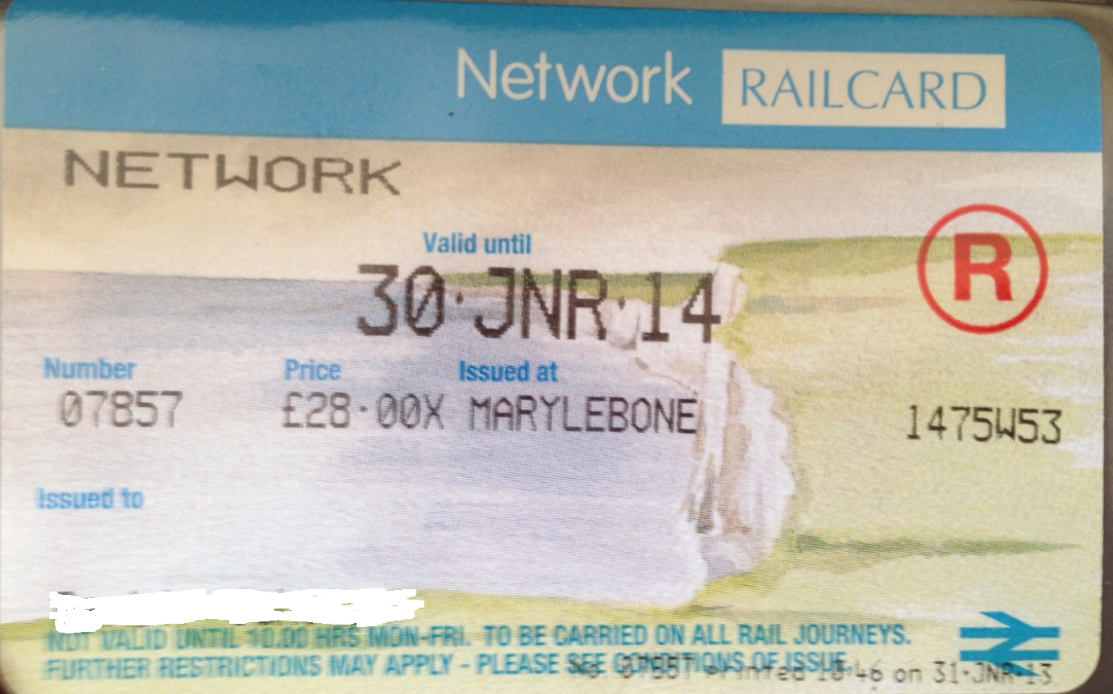 Network RAILCARD
NETWORK
R
Valid until
30·JNR·14
Number Price Issued at
07857 £28·00X MARYLEBONE 1475W53
Issued to
NOT VALID UNTIL 10.00 HRS MON-FRI. TO BE CARRIED ON ALL RAIL JOURNEYS.
FURTHER RESTRICTIONS MAY APPLY - PLEASE SEE CONDITIONS OF ISSUE.
No. 07857 Printed 10·46 on 31·JNR·13